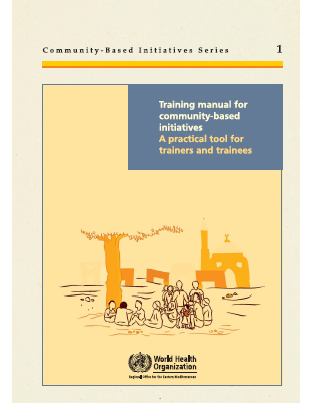 Community-Based Initiatives Series 1
Training manual for
community-based
initiatives
A practical tool for
trainers and trainees
World Health
Organization
Regional Office for the Eastern Mediterranean